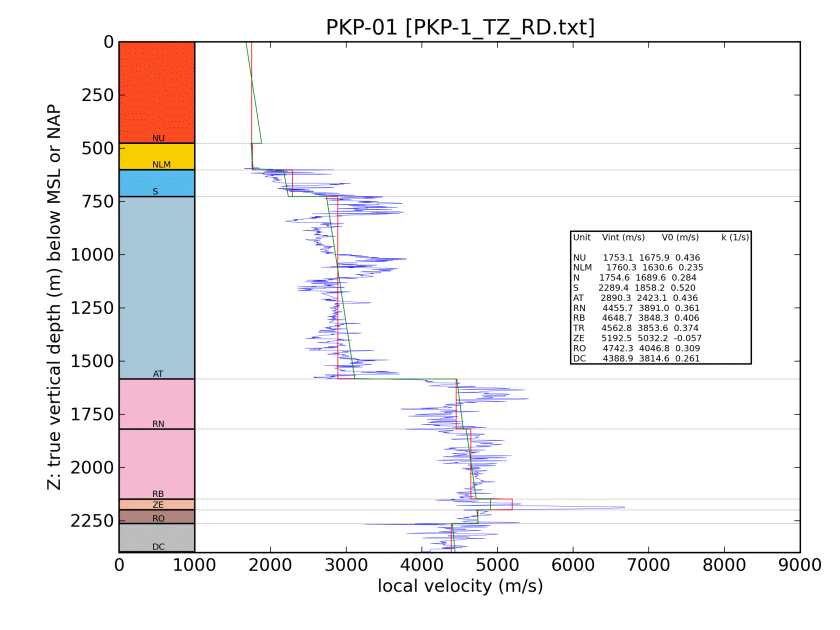 PKP-01 [PKP-1_TZ_RD.txt]
Z: true vertical depth (m) below MSL or NAP
0
250
500
750
1000
1250
1500
1750
2000
2250
NU
NLM
S
AT
RN
RB
ZE
RO
DC
Unit Vint (m/s) V0 (m/s) k (1/s)
NU 1753.1 1675.9 0.436
NLM 1760.3 1630.6 0.235
N 1754.6 1689.6 0.284
S 2289.4 1858.2 0.520
AT 2890.3 2423.1 0.436
RN 4455.7 3891.0 0.361
RB 4648.7 3848.3 0.406
TR 4562.8 3853.6 0.374
ZE 5192.5 5032.2 -0.057
RO 4742.3 4046.8 0.309
DC 4388.9 3814.6 0.261
0 1000 2000 3000 4000 5000 6000 7000 8000 9000
local velocity (m/s)